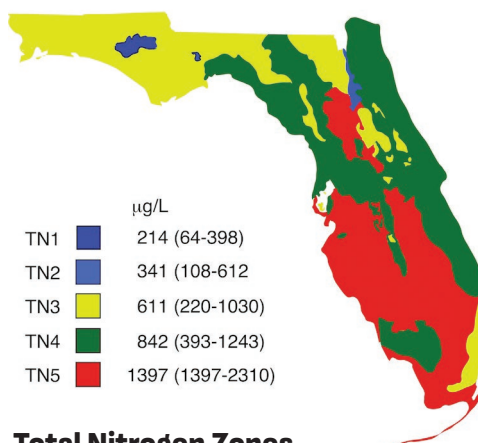 µg/L
TN1 214 (64-398)
TN2 341 (108-612
TN3 611 (220-1030)
TN4 842 (393-1243)
TN5 1397 (1397-2310)
Total Nitrogen Zones